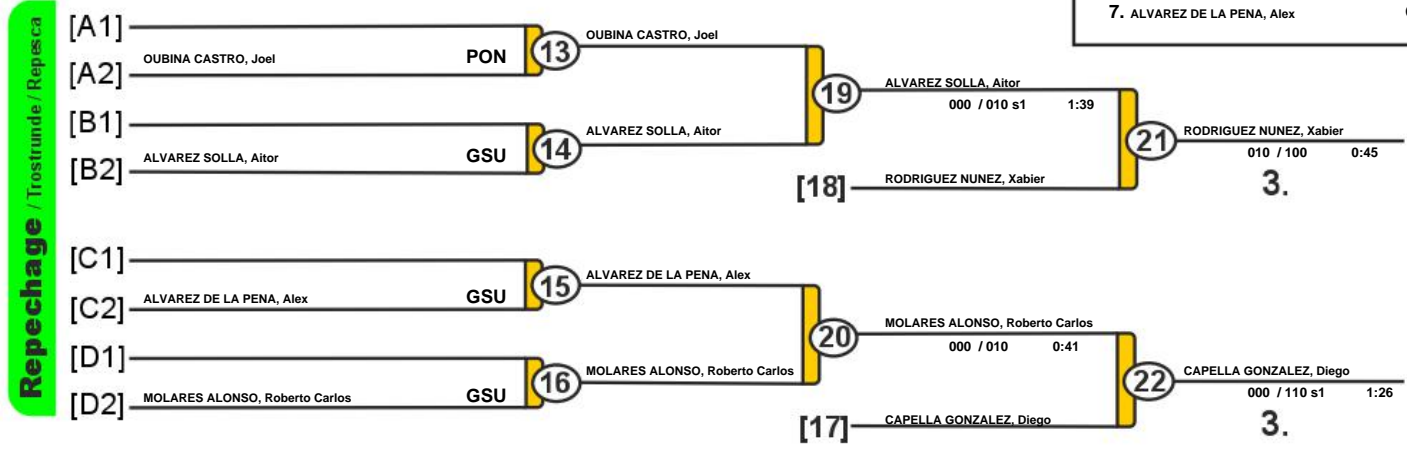 7. ALVAREZ DE LA PENA, Alex
Repechage / Trostrunde / Repesca
[A1]
OUBINA CASTRO, Joel PON
[A2]
13
OUBINA CASTRO, Joel
[B1]
ALVAREZ SOLLA, Aitor GSU
[B2]
14
ALVAREZ SOLLA, Aitor
19
ALVAREZ SOLLA, Aitor
000 / 010 s1 1:39
[18] RODRIGUEZ NUNEZ, Xabier
21
RODRIGUEZ NUNEZ, Xabier
010 / 100 0:45
3.
[C1]
ALVAREZ DE LA PENA, Alex GSU
[C2]
15
ALVAREZ DE LA PENA, Alex
[D1]
MOLARES ALONSO, Roberto Carlos GSU
[D2]
16
MOLARES ALONSO, Roberto Carlos
20
MOLARES ALONSO, Roberto Carlos
000 / 010 0:41
[17] CAPELLA GONZALEZ, Diego
22
CAPELLA GONZALEZ, Diego
000 / 110 s1 1:26
3.